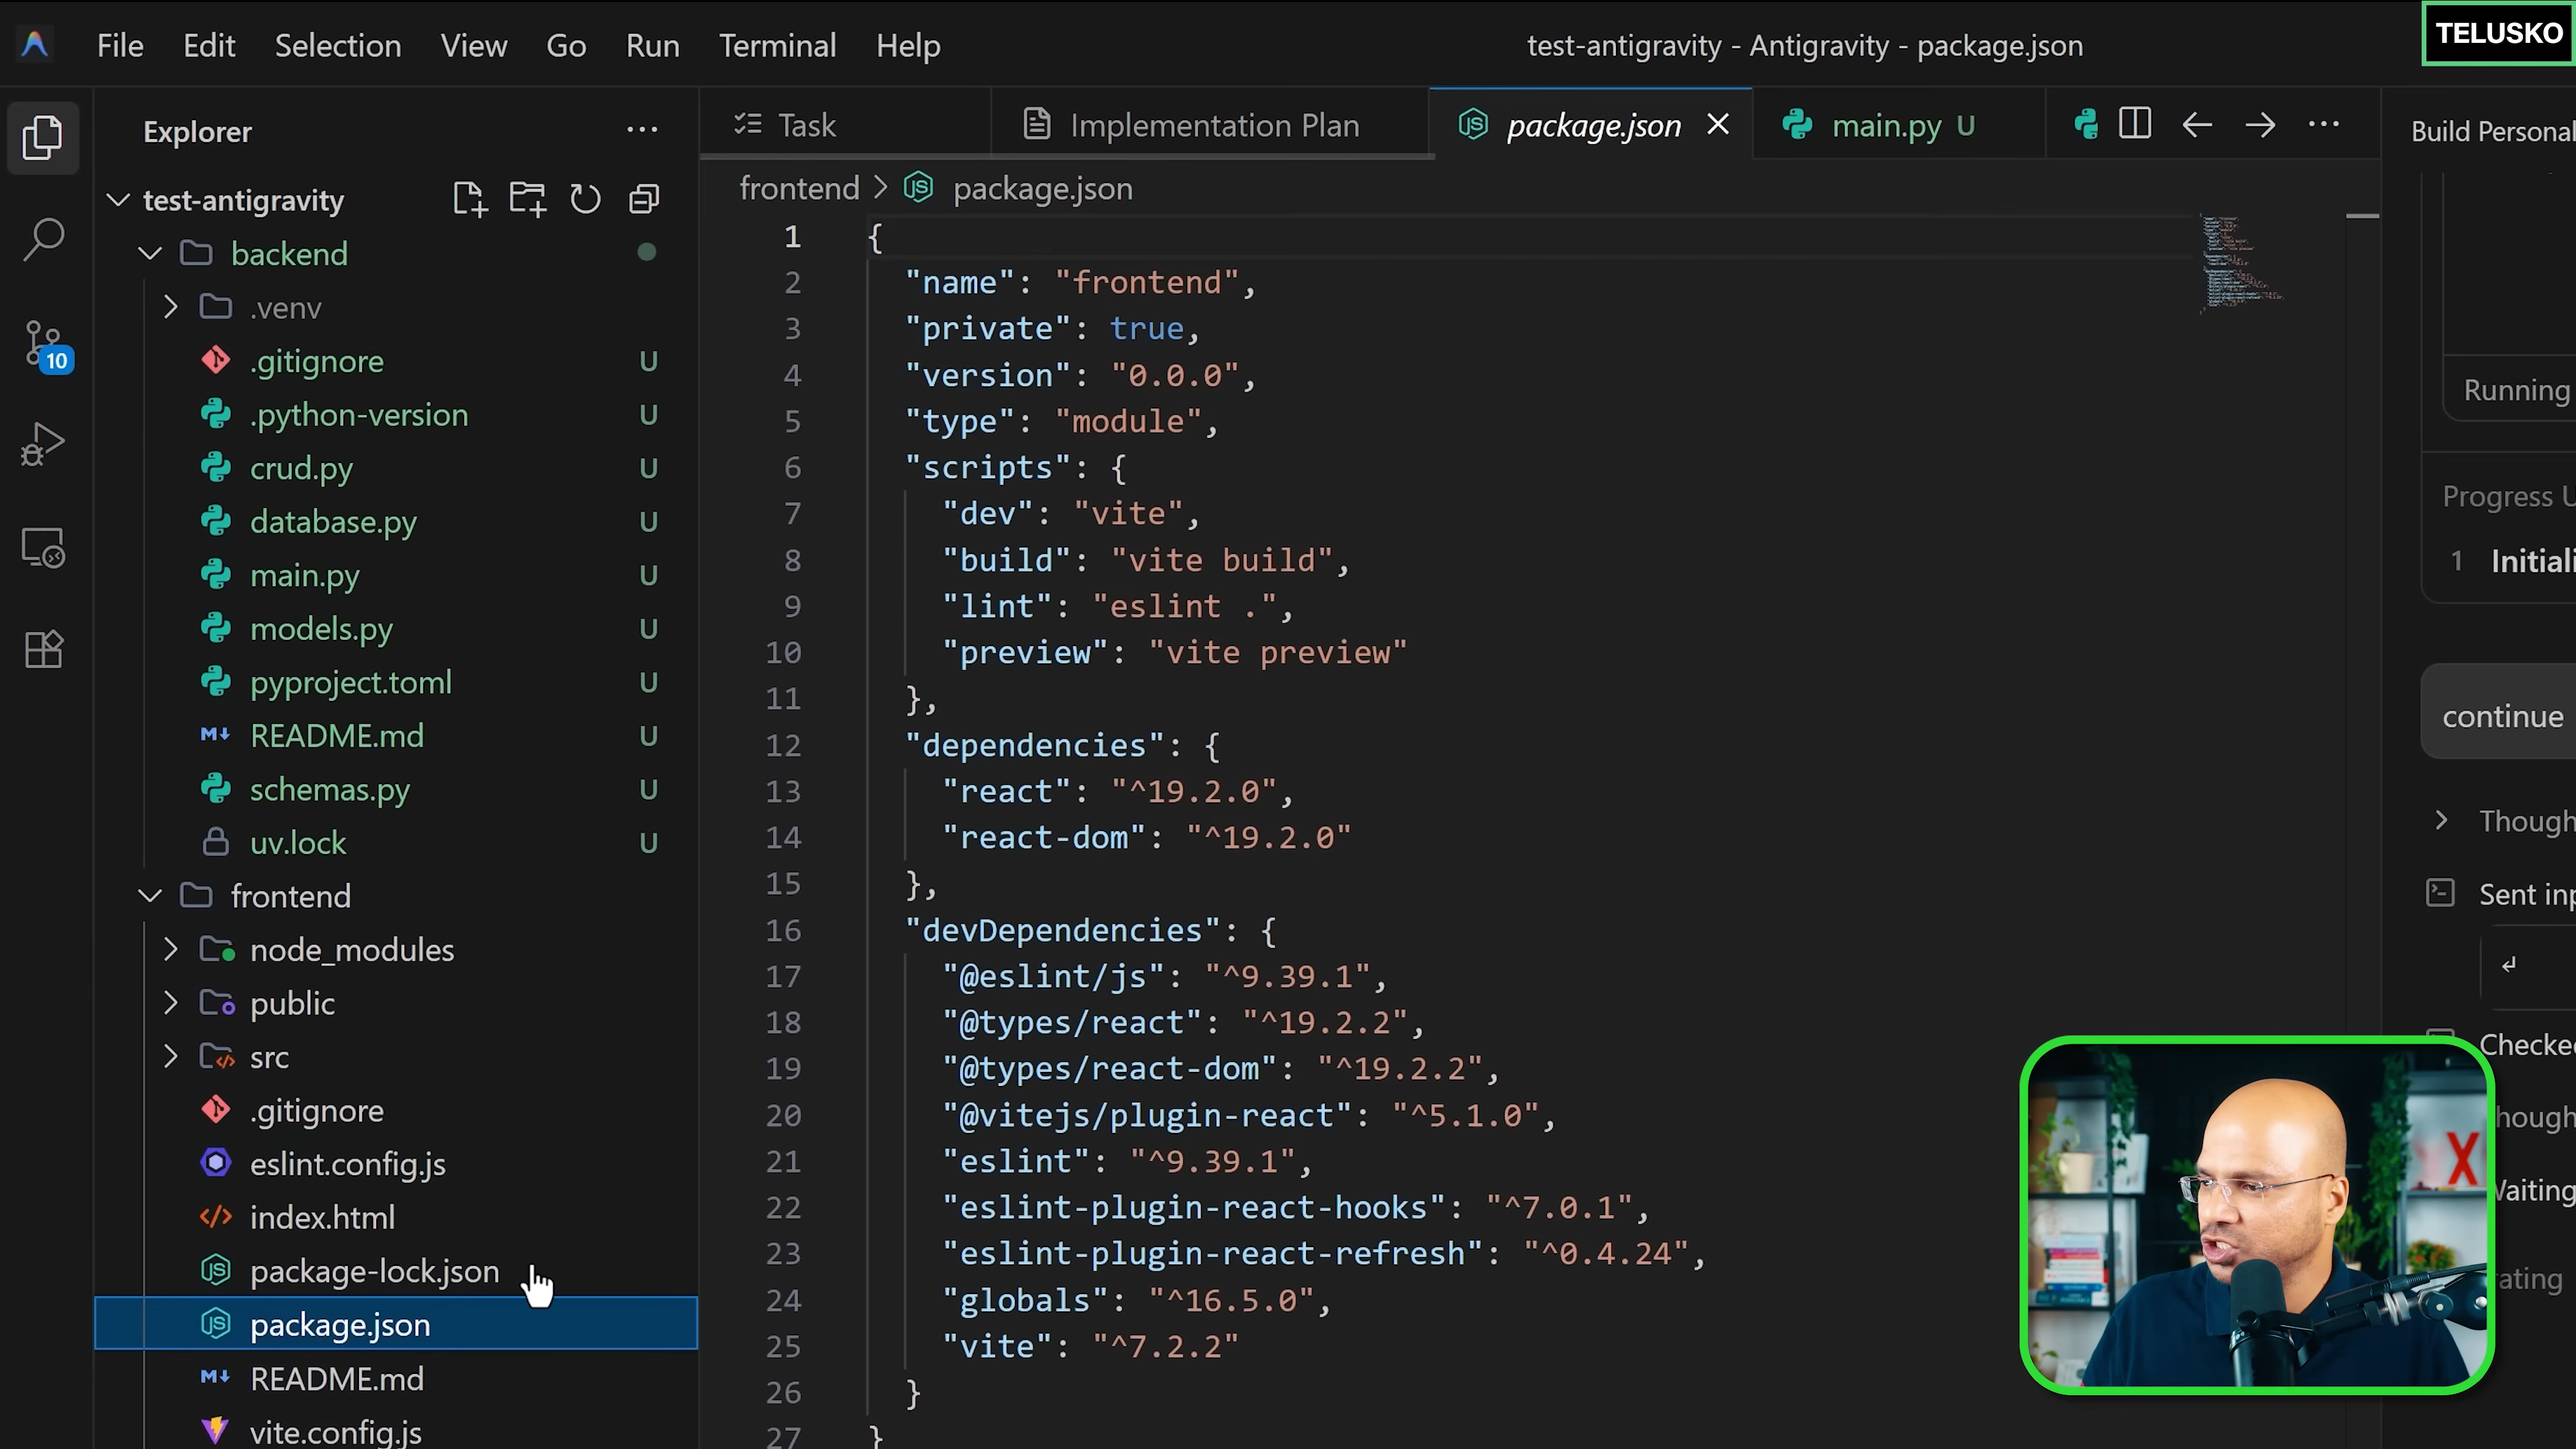 File Edit Selection View Go Run Terminal Help
test-antigravity - Antigravity - package.json
TELUSKO
Explorer
test-antigravity
backend
.venv
.gitignore U
.python-version U
crud.py U
database.py U
main.py U
models.py U
pyproject.toml U
README.md U
schemas.py U
uv.lock U
frontend
node_modules
public
src
.gitignore
eslint.config.js
index.html
package-lock.json
package.json
README.md
vite.config.js
10
Task
Implementation Plan
package.json
main.py U
frontend > package.json
1 {
2 "name": "frontend",
3 "private": true,
4 "version": "0.0.0",
5 "type": "module",
6 "scripts": {
7 "dev": "vite",
8 "build": "vite build",
9 "lint": "eslint .",
10 "preview": "vite preview"
11 },
12 "dependencies": {
13 "react": "^19.2.0",
14 "react-dom": "^19.2.0"
15 },
16 "devDependencies": {
17 "@eslint/js": "^9.39.1",
18 "@types/react": "^19.2.2",
19 "@types/react-dom": "^19.2.2",
20 "@vitejs/plugin-react": "^5.1.0",
21 "eslint": "^9.39.1",
22 "eslint-plugin-react-hooks": "^7.0.1",
23 "eslint-plugin-react-refresh": "^0.4.24",
24 "globals": "^16.5.0",
25 "vite": "^7.2.2"
26 }
27 }
Build Personal
Running
Progress U
1 Initiali
continue
Though
Sent inp
Checked
hough
Waiting
rating
X